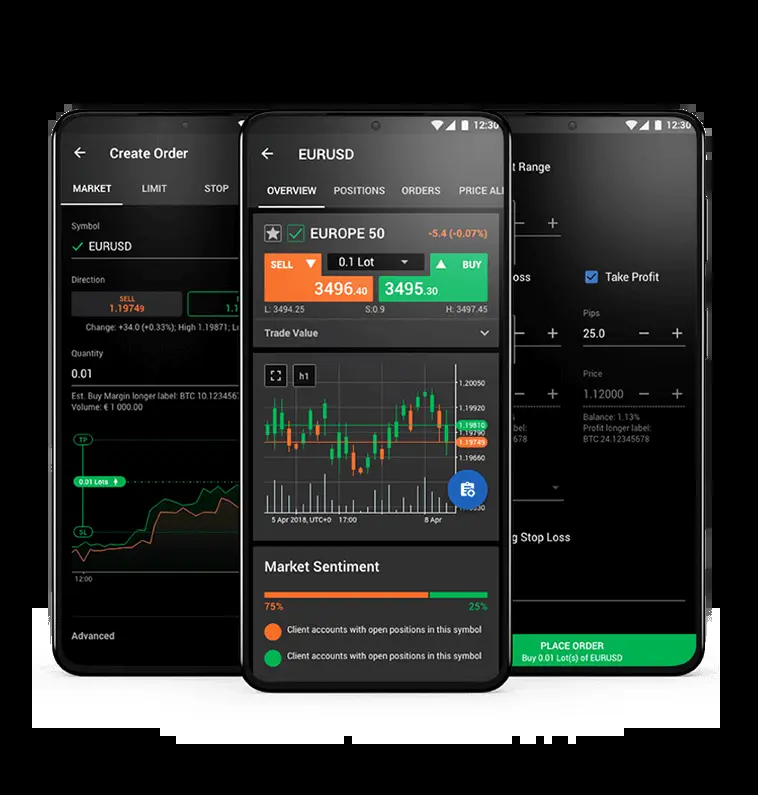 Create Order
MARKET LIMIT STOP
Symbol
EURUSD
Direction
SELL
1.19749
Change: +34.0 (+0.33%); High 1.19871;
Quantity
0.01
Est. Buy Margin longer label: BTC 10.1234567
Volume: € 1 000.00
TP
0.01 Lots
SL
12:00
Advanced
12:30
EURUSD
OVERVIEW POSITIONS ORDERS PRICE AL
EUROPE 50
-5.4 (-0.07%)
SELL
0.1 Lot
BUY
3496.40
3495.30
L: 3494.25
S:0.9
H: 3497.45
Trade Value
h1
1,20050
1,19920
1.19810
1.19790
1.19749
1.19660
5 Apr 2018, UTC+0
17:00
8 Apr
Market Sentiment
75%
25%
Client accounts with open positions in this symbol
Client accounts with open positions in this symbol
12:30
t Range
oss
Take Profit
Pips
25.0
Price
1.12000
Balance: 1,13%
Profit longer label:
BTC 24.12345678
g Stop Loss
PLACE ORDER
Buy 0.01 Lot(s) of EURUSD